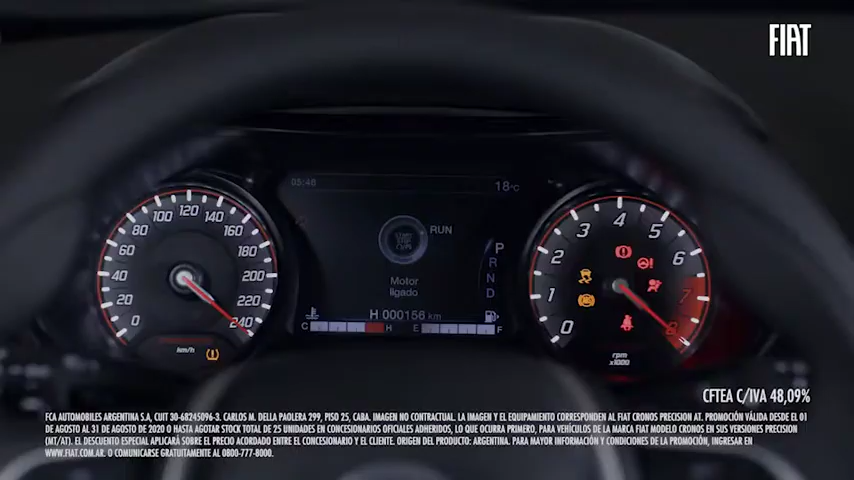 FIAT
05:46
18°C
START
STOP
RUN
Motor
ligado
P
R
N
D
H 000156 km
C H E F
0 20 40 60 80 100 120 140 160 180 200 220 240
km/h
0 1 2 3 4 5 6 7 8
rpm
x1000
CFTEA C/IVA 48,09%
FCA AUTOMOBILES ARGENTINA S.A, CUIT 30-68245096-3. CARLOS M. DELLA PAOLERA 299, PISO 25, CABA. IMAGEN NO CONTRACTUAL. LA IMAGEN Y EL EQUIPAMIENTO CORRESPONDEN AL FIAT CRONOS PRECISION AT. PROMOCIÓN VÁLIDA DESDE EL 01
DE AGOSTO AL 31 DE AGOSTO DE 2020 O HASTA AGOTAR STOCK TOTAL DE 25 UNIDADES EN CONCESIONARIOS OFICIALES ADHERIDOS, LO QUE OCURRA PRIMERO, PARA VEHÍCULOS DE LA MARCA FIAT MODELO CRONOS EN SUS VERSIONES PRECISION
(MT/AT). EL DESCUENTO ESPECIAL APLICARÁ SOBRE EL PRECIO ACORDADO ENTRE EL CONCESIONARIO Y EL CLIENTE. ORIGEN DEL PRODUCTO: ARGENTINA. PARA MAYOR INFORMACIÓN Y CONDICIONES DE LA PROMOCIÓN, INGRESAR EN
WWW.FIAT.COM.AR. O COMUNICARSE GRATUITAMENTE AL 0800-777-8000.